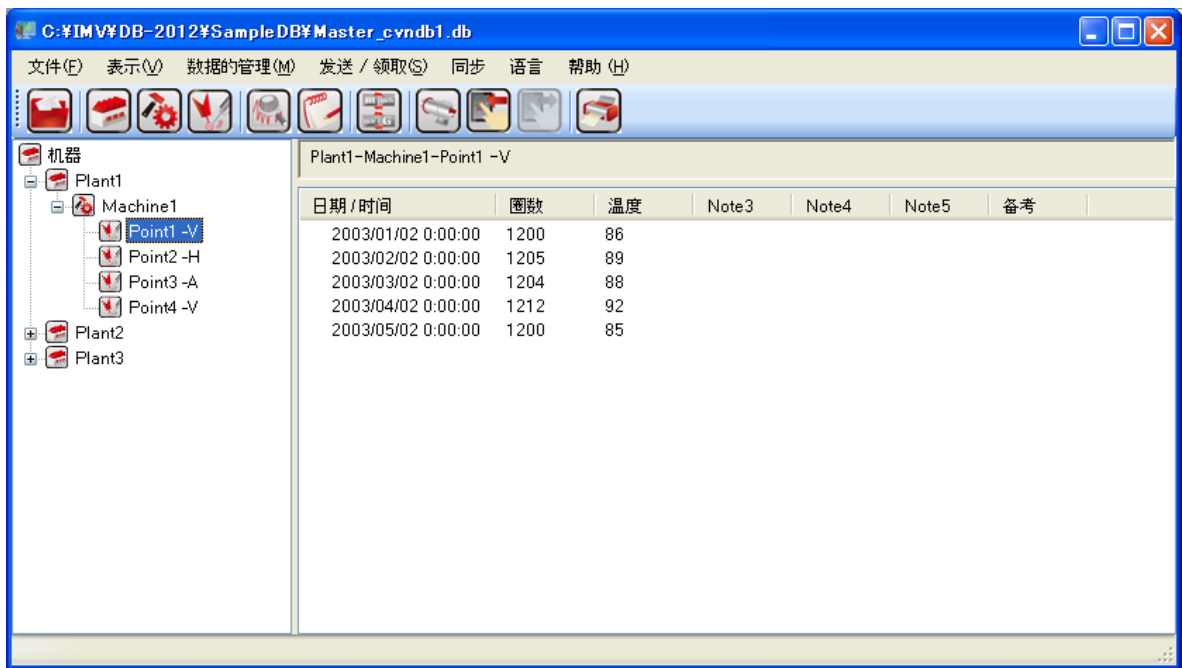 C:¥IMV¥DB-2012¥SampleDB¥Master_cvndb1.db
文件(F) 表示(V) 数据的管理(M) 发送 / 领取(S) 同步 语言 帮助 (H)
机器
Plant1
Machine1
Point1 -V
Point2 -H
Point3 -A
Point4 -V
Plant2
Plant3
Plant1-Machine1-Point1 -V
日期/时间 圈数 温度 Note3 Note4 Note5 备考
2003/01/02 0:00:00 1200 86
2003/02/02 0:00:00 1205 89
2003/03/02 0:00:00 1204 88
2003/04/02 0:00:00 1212 92
2003/05/02 0:00:00 1200 85